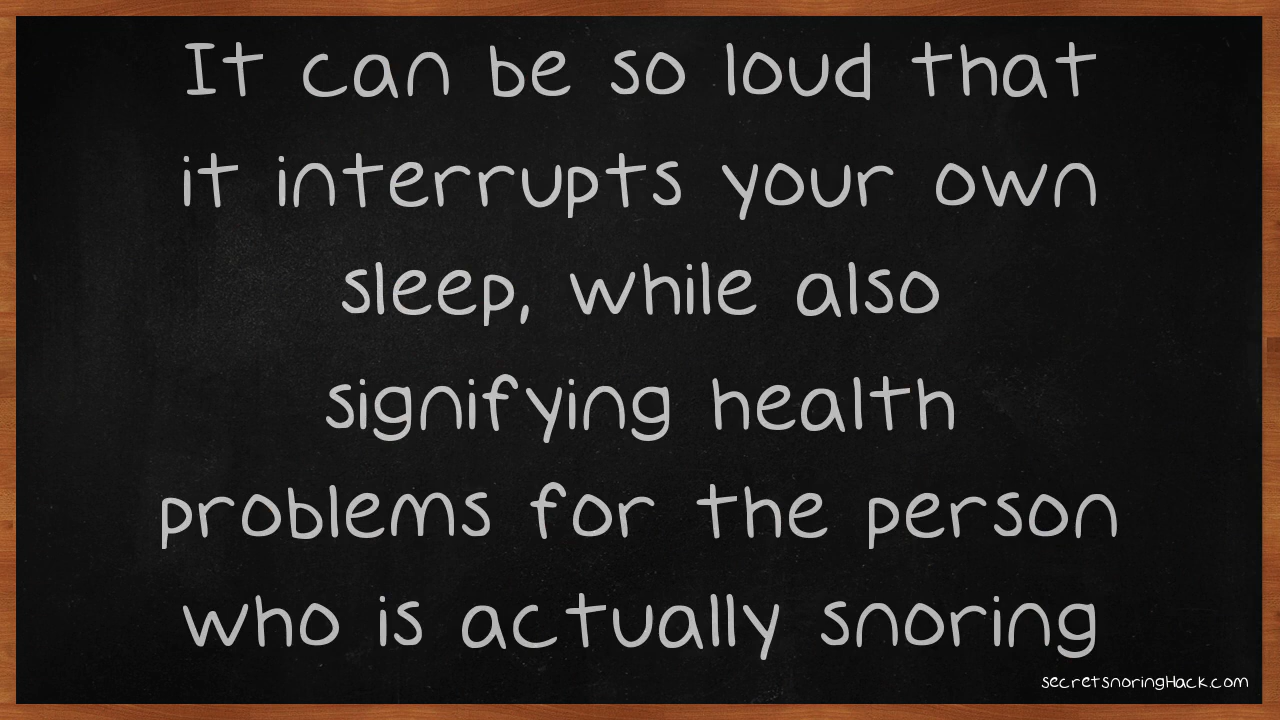 It can be so loud that
it interrupts your own
sleep, while also
signifying health
problems for the person
who is actually snoring
secretsnoringHack.com